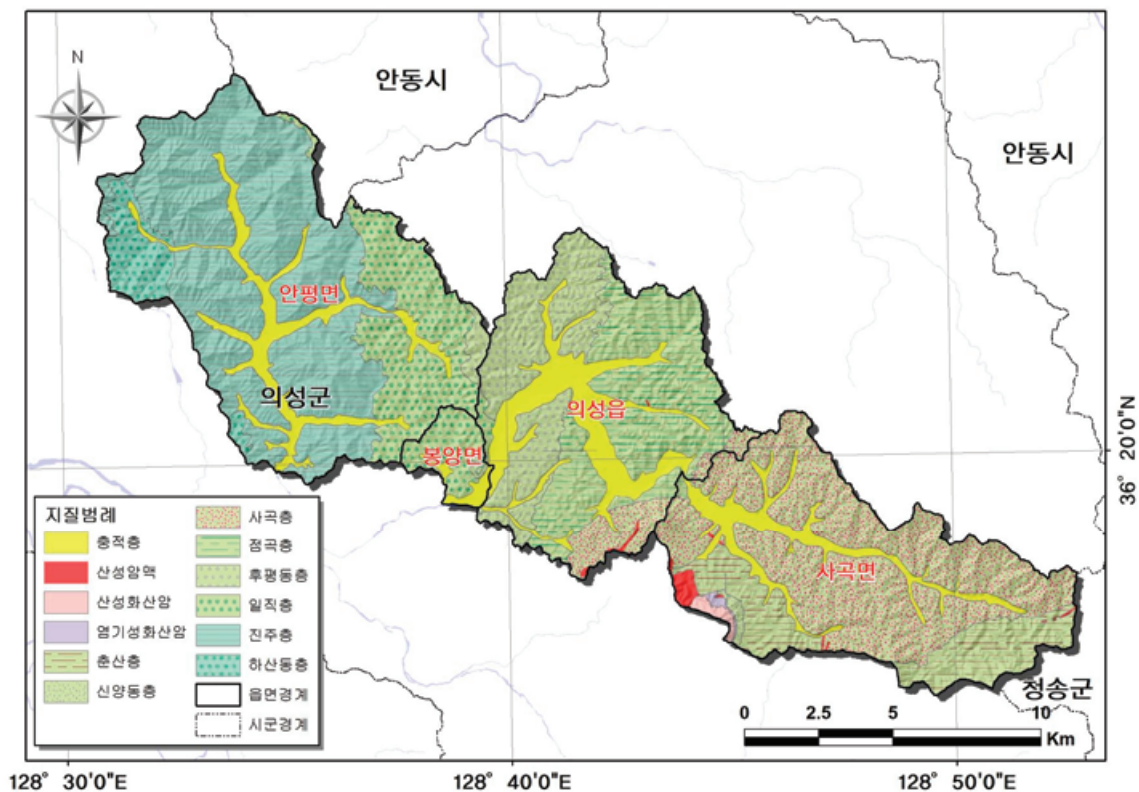 N
안동시
안동시
안평면
의성군
의성읍
봉양면
사곡면
청송군
36° 20'0"N
지질범례
충적층
산성암맥
산성화산암
염기성화산암
춘산층
신양동층
사곡층
점곡층
후평동층
일직층
진주층
하산동층
읍면경계
시군경계
0 2.5 5 10
Km
128° 30'0"E 128° 40'0"E 128° 50'0"E